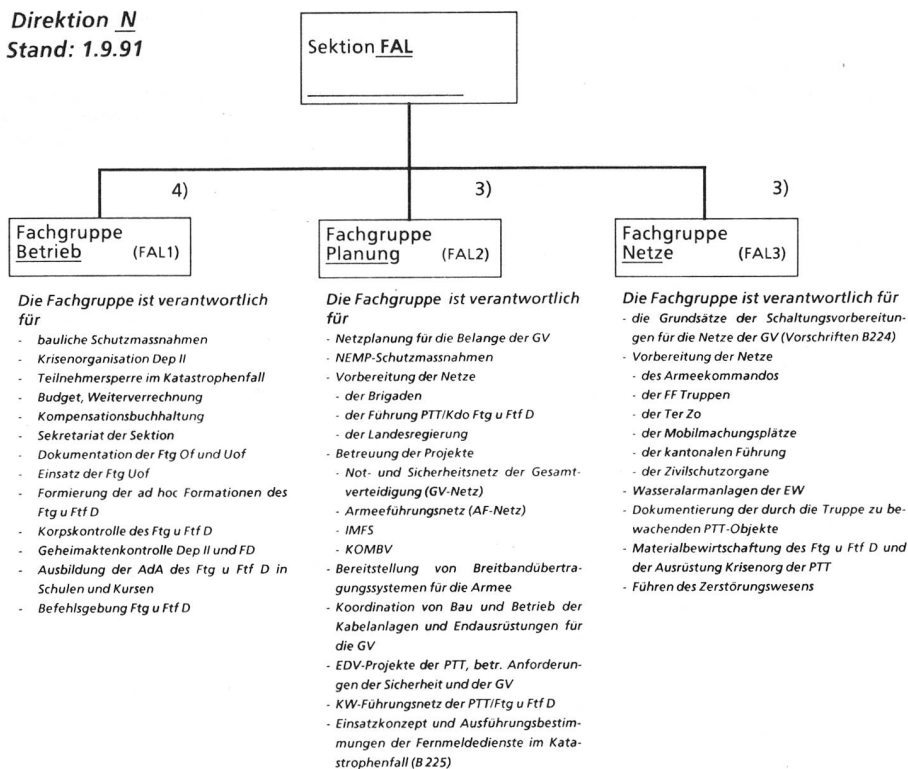 Direktion N
Stand: 1.9.91
Sektion FAL
4)
3)
3)
Fachgruppe
Betrieb (FAL1)
Fachgruppe
Planung (FAL2)
Fachgruppe
Netze (FAL3)
Die Fachgruppe ist verantwortlich
für
- bauliche Schutzmassnahmen
- Krisenorganisation Dep II
- Teilnehmersperre im Katastrophenfall
- Budget, Weiterverrechnung
- Kompensationsbuchhaltung
- Sekretariat der Sektion
- Dokumentation der Ftg Of und Uof
- Einsatz der Ftg Uof
- Formierung der ad hoc Formationen des
Ftg u Ftf D
- Korpskontrolle des Ftg u Ftf D
- Geheimaktenkontrolle Dep II und FD
- Ausbildung der AdA des Ftg u Ftf D in
Schulen und Kursen
- Befehlsgebung Ftg u Ftf D
Die Fachgruppe ist verantwortlich
für
- Netzplanung für die Belange der GV
- NEMP-Schutzmassnahmen
- Vorbereitung der Netze
- der Brigaden
- der Führung PTT/Kdo Ftg u Ftf D
- der Landesregierung
- Betreuung der Projekte
- Not- und Sicherheitsnetz der Gesamt-
verteidigung (GV-Netz)
- Armeeführungsnetz (AF-Netz)
- IMFS
- KOMBV
- Bereitstellung von Breitbandübertra-
gungssystemen für die Armee
- Koordination von Bau und Betrieb der
Kabelanlagen und Endausrüstungen für
die GV
- EDV-Projekte der PTT, betr. Anforderun-
gen der Sicherheit und der GV
- KW-Führungsnetz der PTT/Ftg u Ftf D
- Einsatzkonzept und Ausführungsbestim-
mungen der Fernmeldedienste im Kata-
strophenfall (B 225)
Die Fachgruppe ist verantwortlich für
- die Grundsätze der Schaltungsvorbereitun-
gen für die Netze der GV (Vorschriften B224)
- Vorbereitung der Netze
- des Armeekommandos
- der FF Truppen
- der Ter Zo
- der Mobilmachungsplätze
- der kantonalen Führung
- der Zivilschutzorgane
- Wasseralarmanlagen der EW
- Dokumentierung der durch die Truppe zu be-
wachenden PTT-Objekte
- Materialbewirtschaftung des Ftg u Ftf D und
der Ausrüstung Krisenorg der PTT
- Führen des Zerstörungswesens